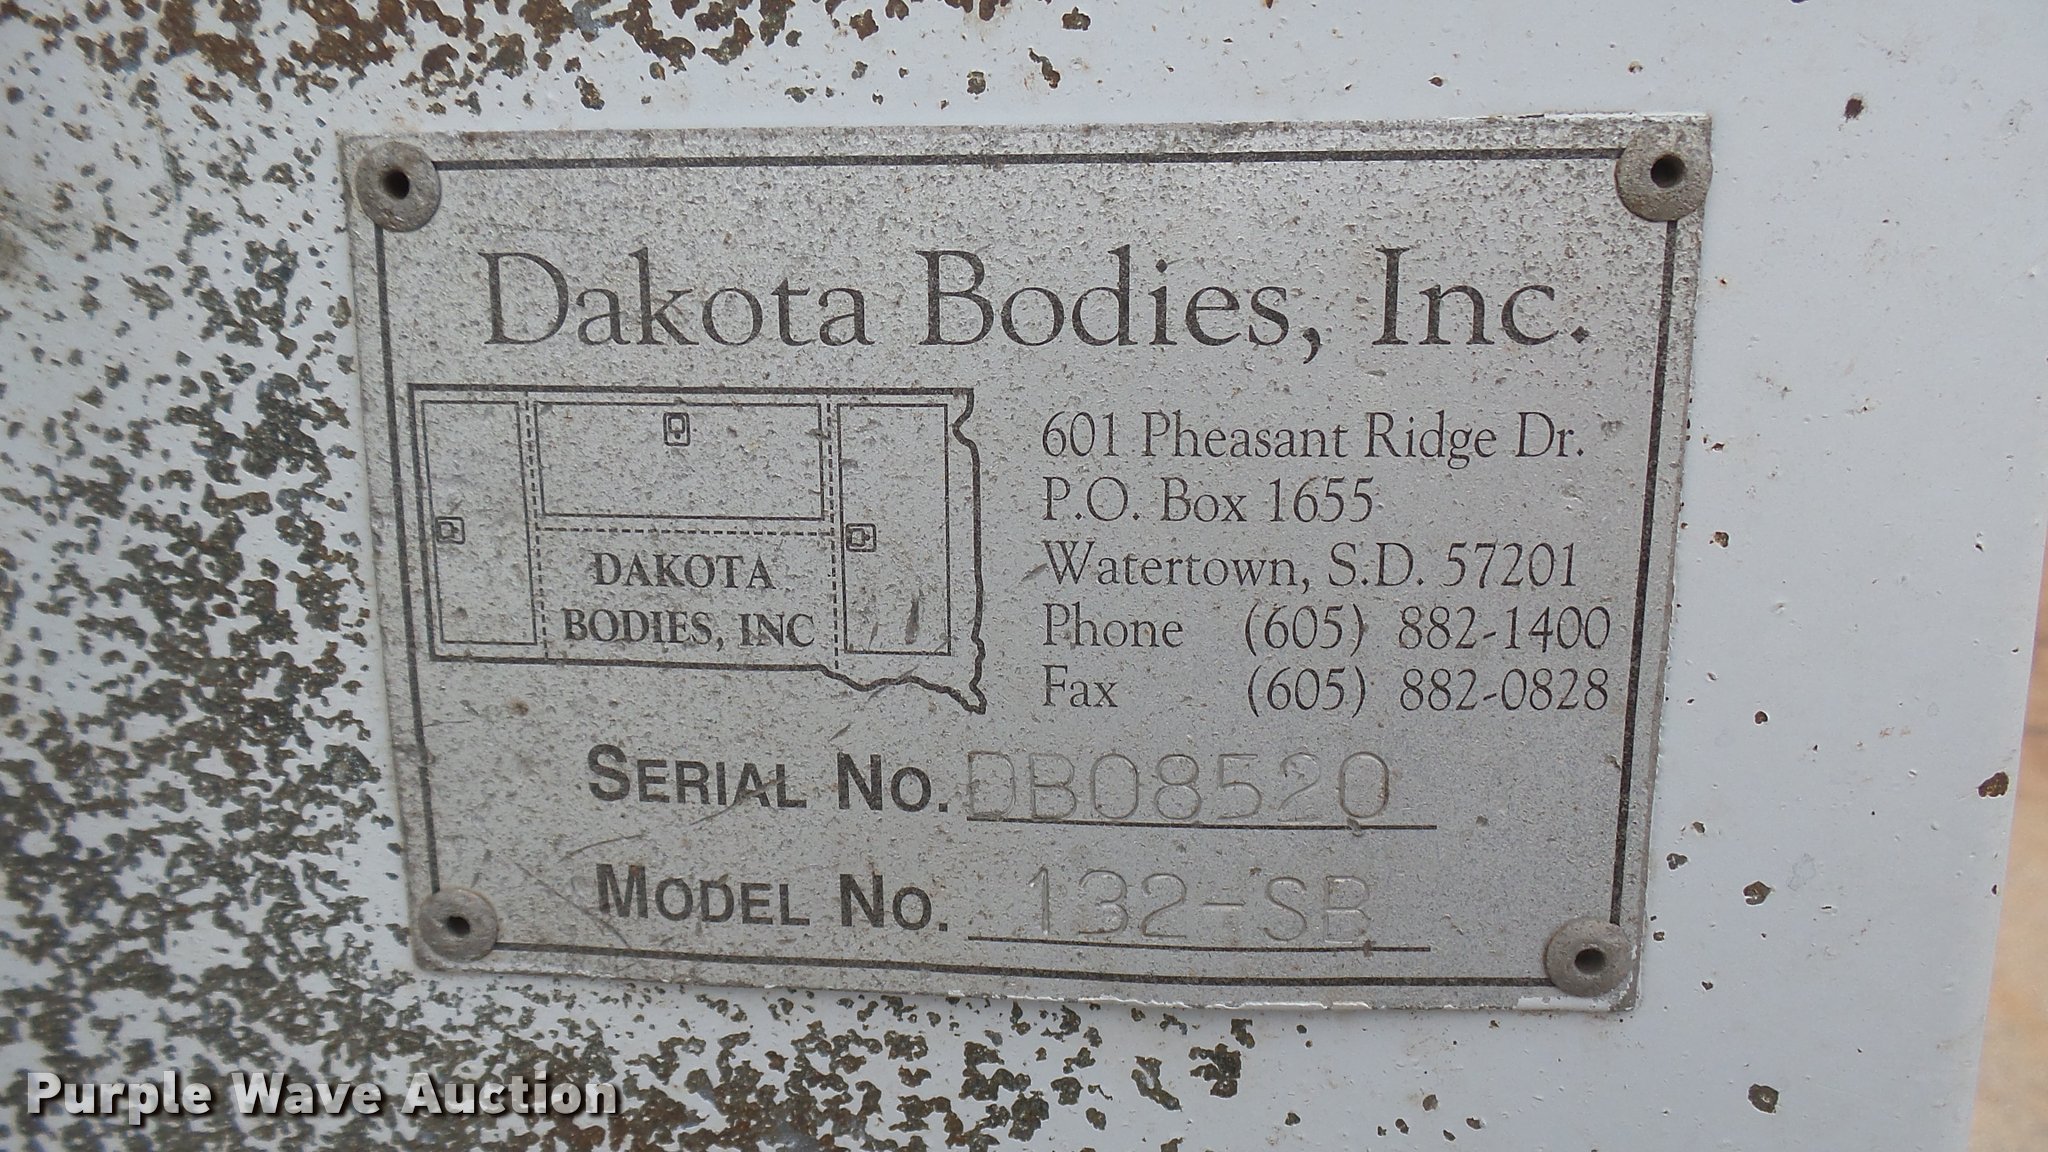 Dakota Bodies, Inc.
DAKOTA
BODIES, INC
601 Pheasant Ridge Dr.
P.O. Box 1655
Watertown, S.D. 57201
Phone (605) 882-1400
Fax (605) 882-0828
SERIAL NO. DB08520
MODEL NO. 132-SB
Purple Wave Auction